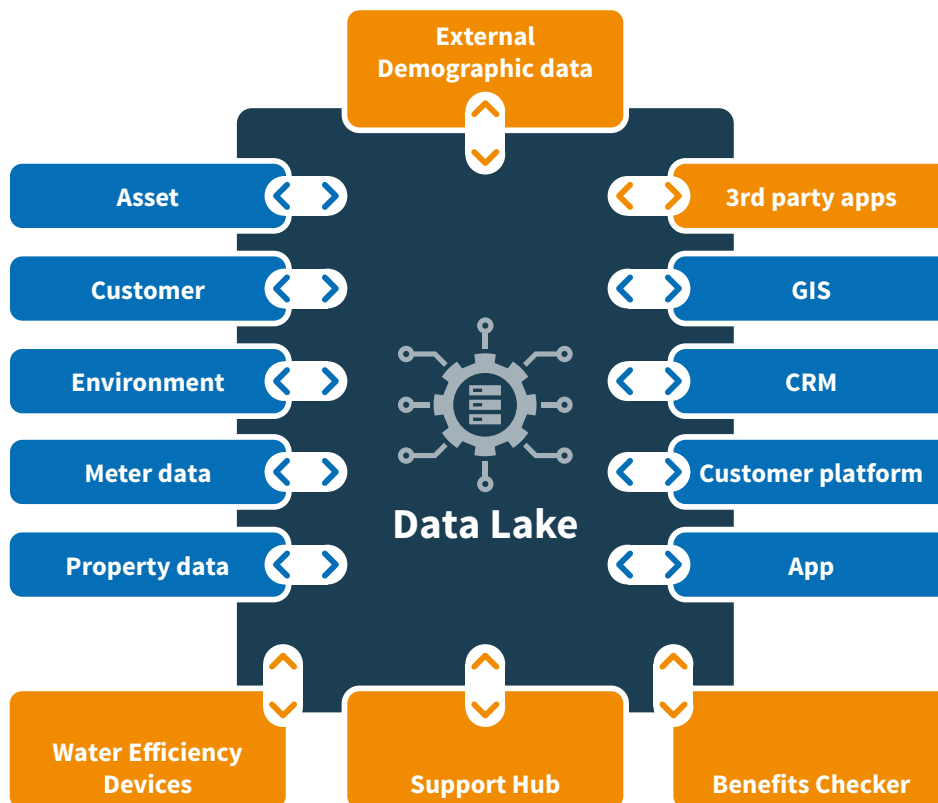 External
Demographic data
Asset
3rd party apps
Customer
GIS
Environment
CRM
Meter data
Customer platform
Data Lake
Property data
App
Water Efficiency
Devices
Support Hub
Benefits Checker